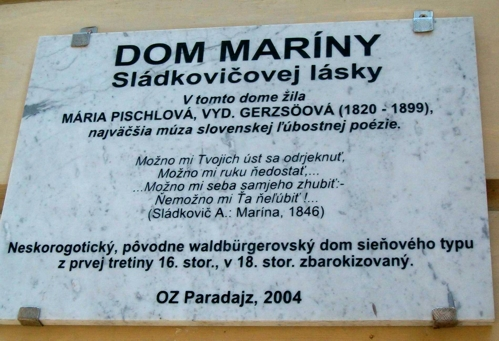 DOM MARÍNY
Sládkovičovej lásky
V tomto dome žila
MÁRIA PISCHLOVÁ, VYD. GERZSÖOVÁ (1820 - 1899),
najväčšia múza slovenskej ľúbostnej poézie.
Možno mi Tvojich úst sa odrjeknuť,
Možno mi ruku ňedostať,...
...Možno mi seba samjeho zhubiť:-
Ňemožno mi Ťa ňeľúbiť !...
(Sládkovič A.: Marína, 1846)
Neskorogotický, pôvodne waldbürgerovský dom sieňového typu
z prvej tretiny 16. stor., v 18. stor. zbarokizovaný.
OZ Paradajz, 2004